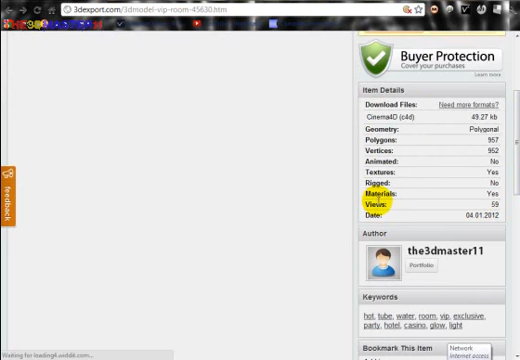 3dexport.com/3dmodel-vip-room-45630.htm
Buyer Protection
Cover your purchases
Learn more
Item Details
Download Files: Need more formats?
Cinema4D (c4d) 49.27 kb
Geometry: Polygonal
Polygons: 957
Vertices: 952
Animated: No
Textures: Yes
Rigged: No
Materials: Yes
Views: 59
Date: 04.01.2012
feedback
Author
the3dmaster11
Portfolio
Keywords
hot, tube, water, room, vip, exclusive,
party, hotel, casino, glow, light
Bookmark This Item
Network
Internet access
Waiting for loading4.widdit.com...